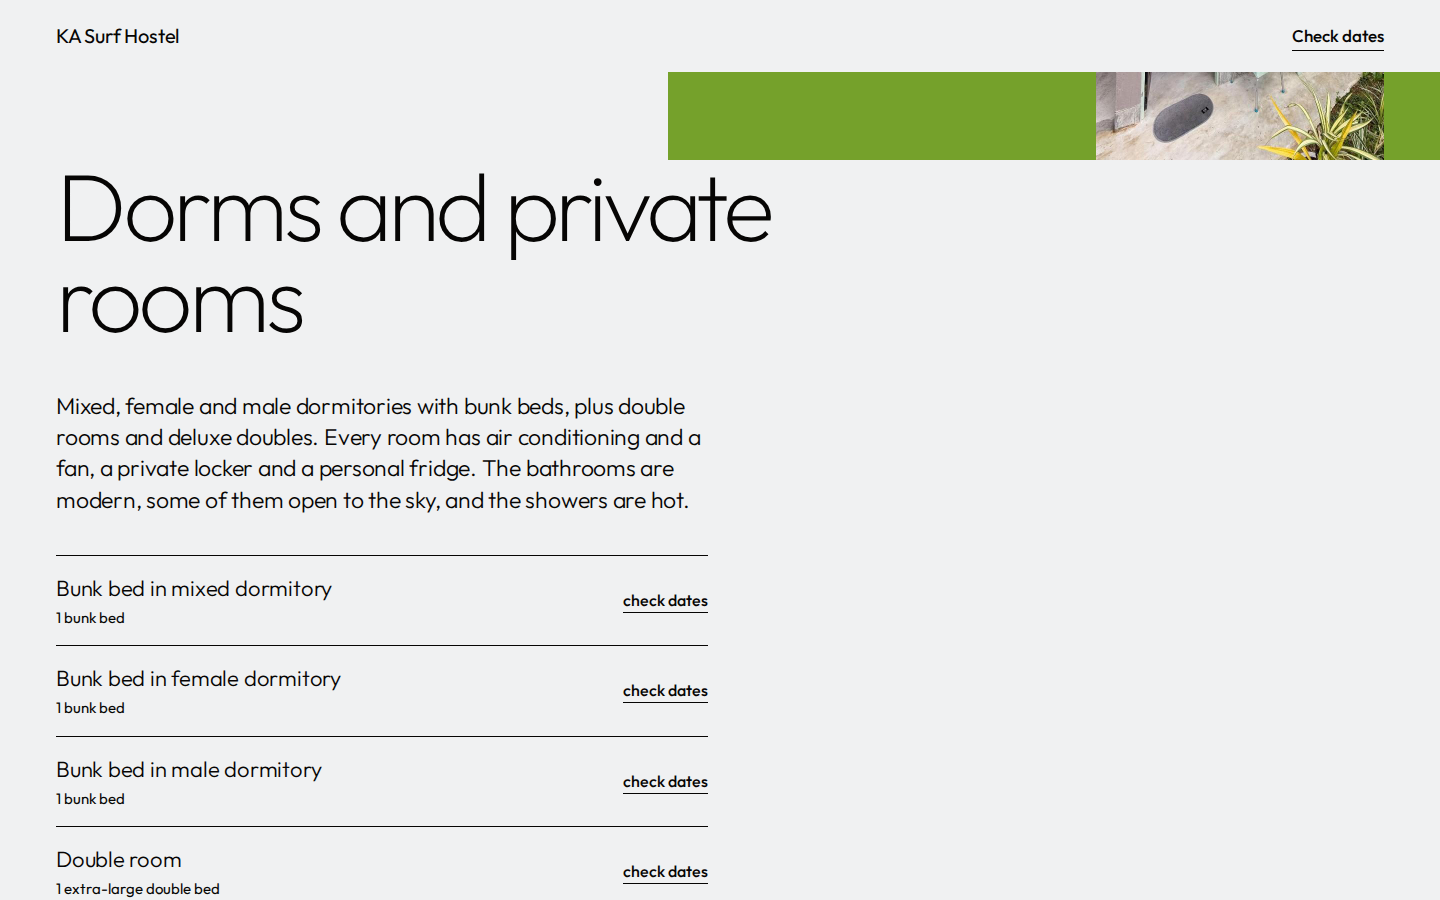 KA Surf Hostel
Check dates
Dorms and private
rooms
Mixed, female and male dormitories with bunk beds, plus double
rooms and deluxe doubles. Every room has air conditioning and a
fan, a private locker and a personal fridge. The bathrooms are
modern, some of them open to the sky, and the showers are hot.
Bunk bed in mixed dormitory
1 bunk bed
check dates
Bunk bed in female dormitory
1 bunk bed
check dates
Bunk bed in male dormitory
1 bunk bed
check dates
Double room
1 extra-large double bed
check dates